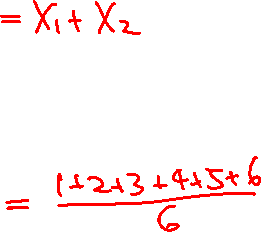 = X₁ + X₂
= (1+2+3+4+5+6)/6